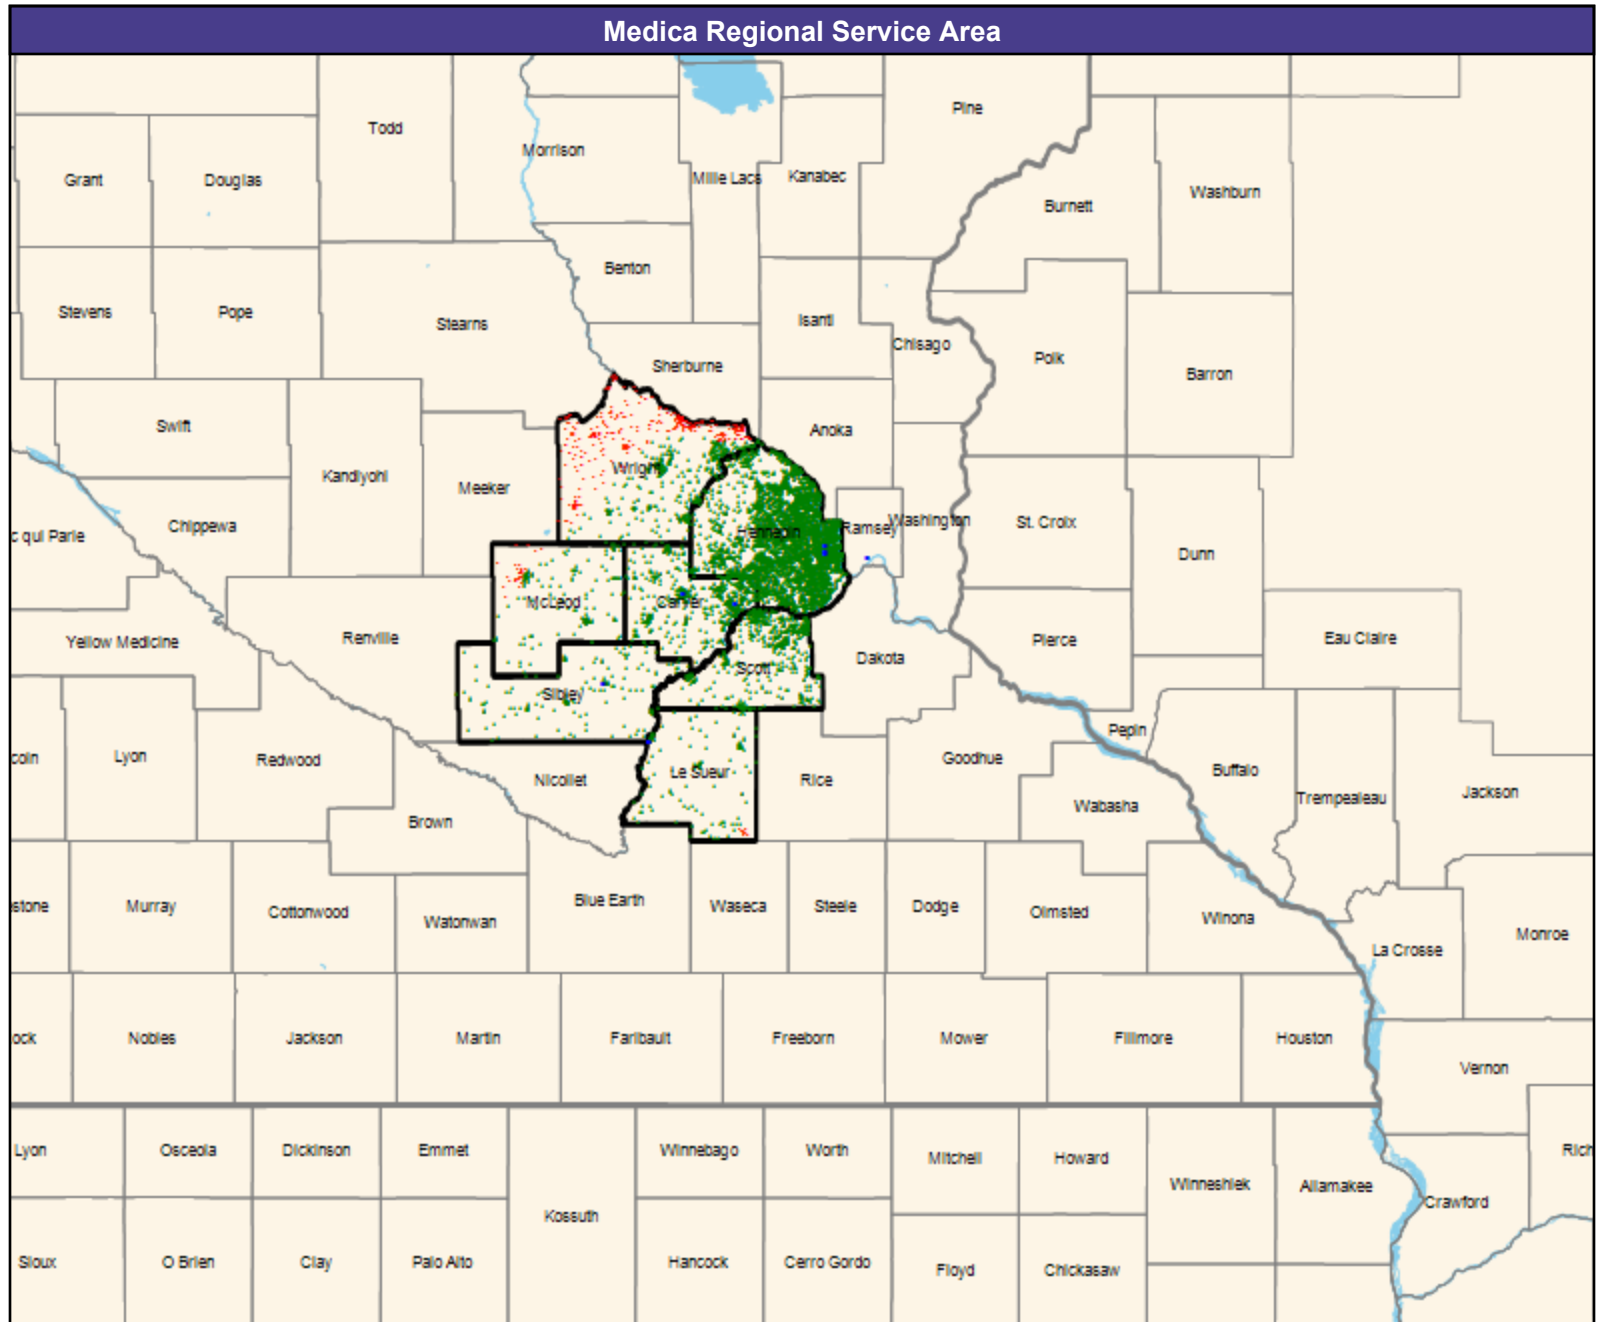 Medica Regional Service Area
Pine
Todd
Morrison
Grant
Douglas
Mille Lacs
Kanabec
Washburn
Burnett
Benton
Stevens
Pope
Stearns
Isanti
Chisago
Polk
Barron
Sherburne
Swift
Anoka
Wright
Kandiyohi
Meeker
Chippewa
c qui Parle
Hennepin
Ramsey
Washington
St. Croix
Dunn
McLeod
Carver
Yellow Medicine
Renville
Dakota
Pierce
Eau Claire
Scott
Sibley
Pepin
coln
Lyon
Redwood
Nicollet
Le Sueur
Rice
Goodhue
Buffalo
Trempealeau
Jackson
Wabasha
Brown
stone
Murray
Cottonwood
Watonwan
Blue Earth
Waseca
Steele
Dodge
Olmsted
Winona
La Crosse
Monroe
ock
Nobles
Jackson
Martin
Faribault
Freeborn
Mower
Fillmore
Houston
Vernon
Lyon
Osceola
Dickinson
Emmet
Winnebago
Worth
Mitchell
Howard
Winneshiek
Allamakee
Crawford
Rich
Kossuth
Sioux
O Brien
Clay
Palo Alto
Hancock
Cerro Gordo
Floyd
Chickasaw